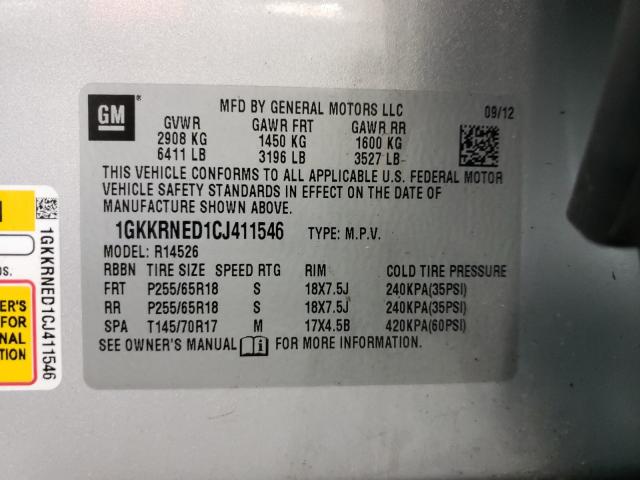 GM
MFD BY GENERAL MOTORS LLC 09/12
GVWR GAWR FRT GAWR RR
2908 KG 1450 KG 1600 KG
6411 LB 3196 LB 3527 LB
THIS VEHICLE CONFORMS TO ALL APPLICABLE U.S. FEDERAL MOTOR
VEHICLE SAFETY STANDARDS IN EFFECT ON THE DATE OF
MANUFACTURE SHOWN ABOVE.
1GKKRNED1CJ411546 TYPE: M.P.V.
MODEL: R14526
RBBN TIRE SIZE SPEED RTG RIM COLD TIRE PRESSURE
FRT P255/65R18 S 18X7.5J 240KPA(35PSI)
RR P255/65R18 S 18X7.5J 240KPA(35PSI)
SPA T145/70R17 M 17X4.5B 420KPA(60PSI)
SEE OWNER'S MANUAL FOR MORE INFORMATION.
1GKKRNED1CJ411546
FOR